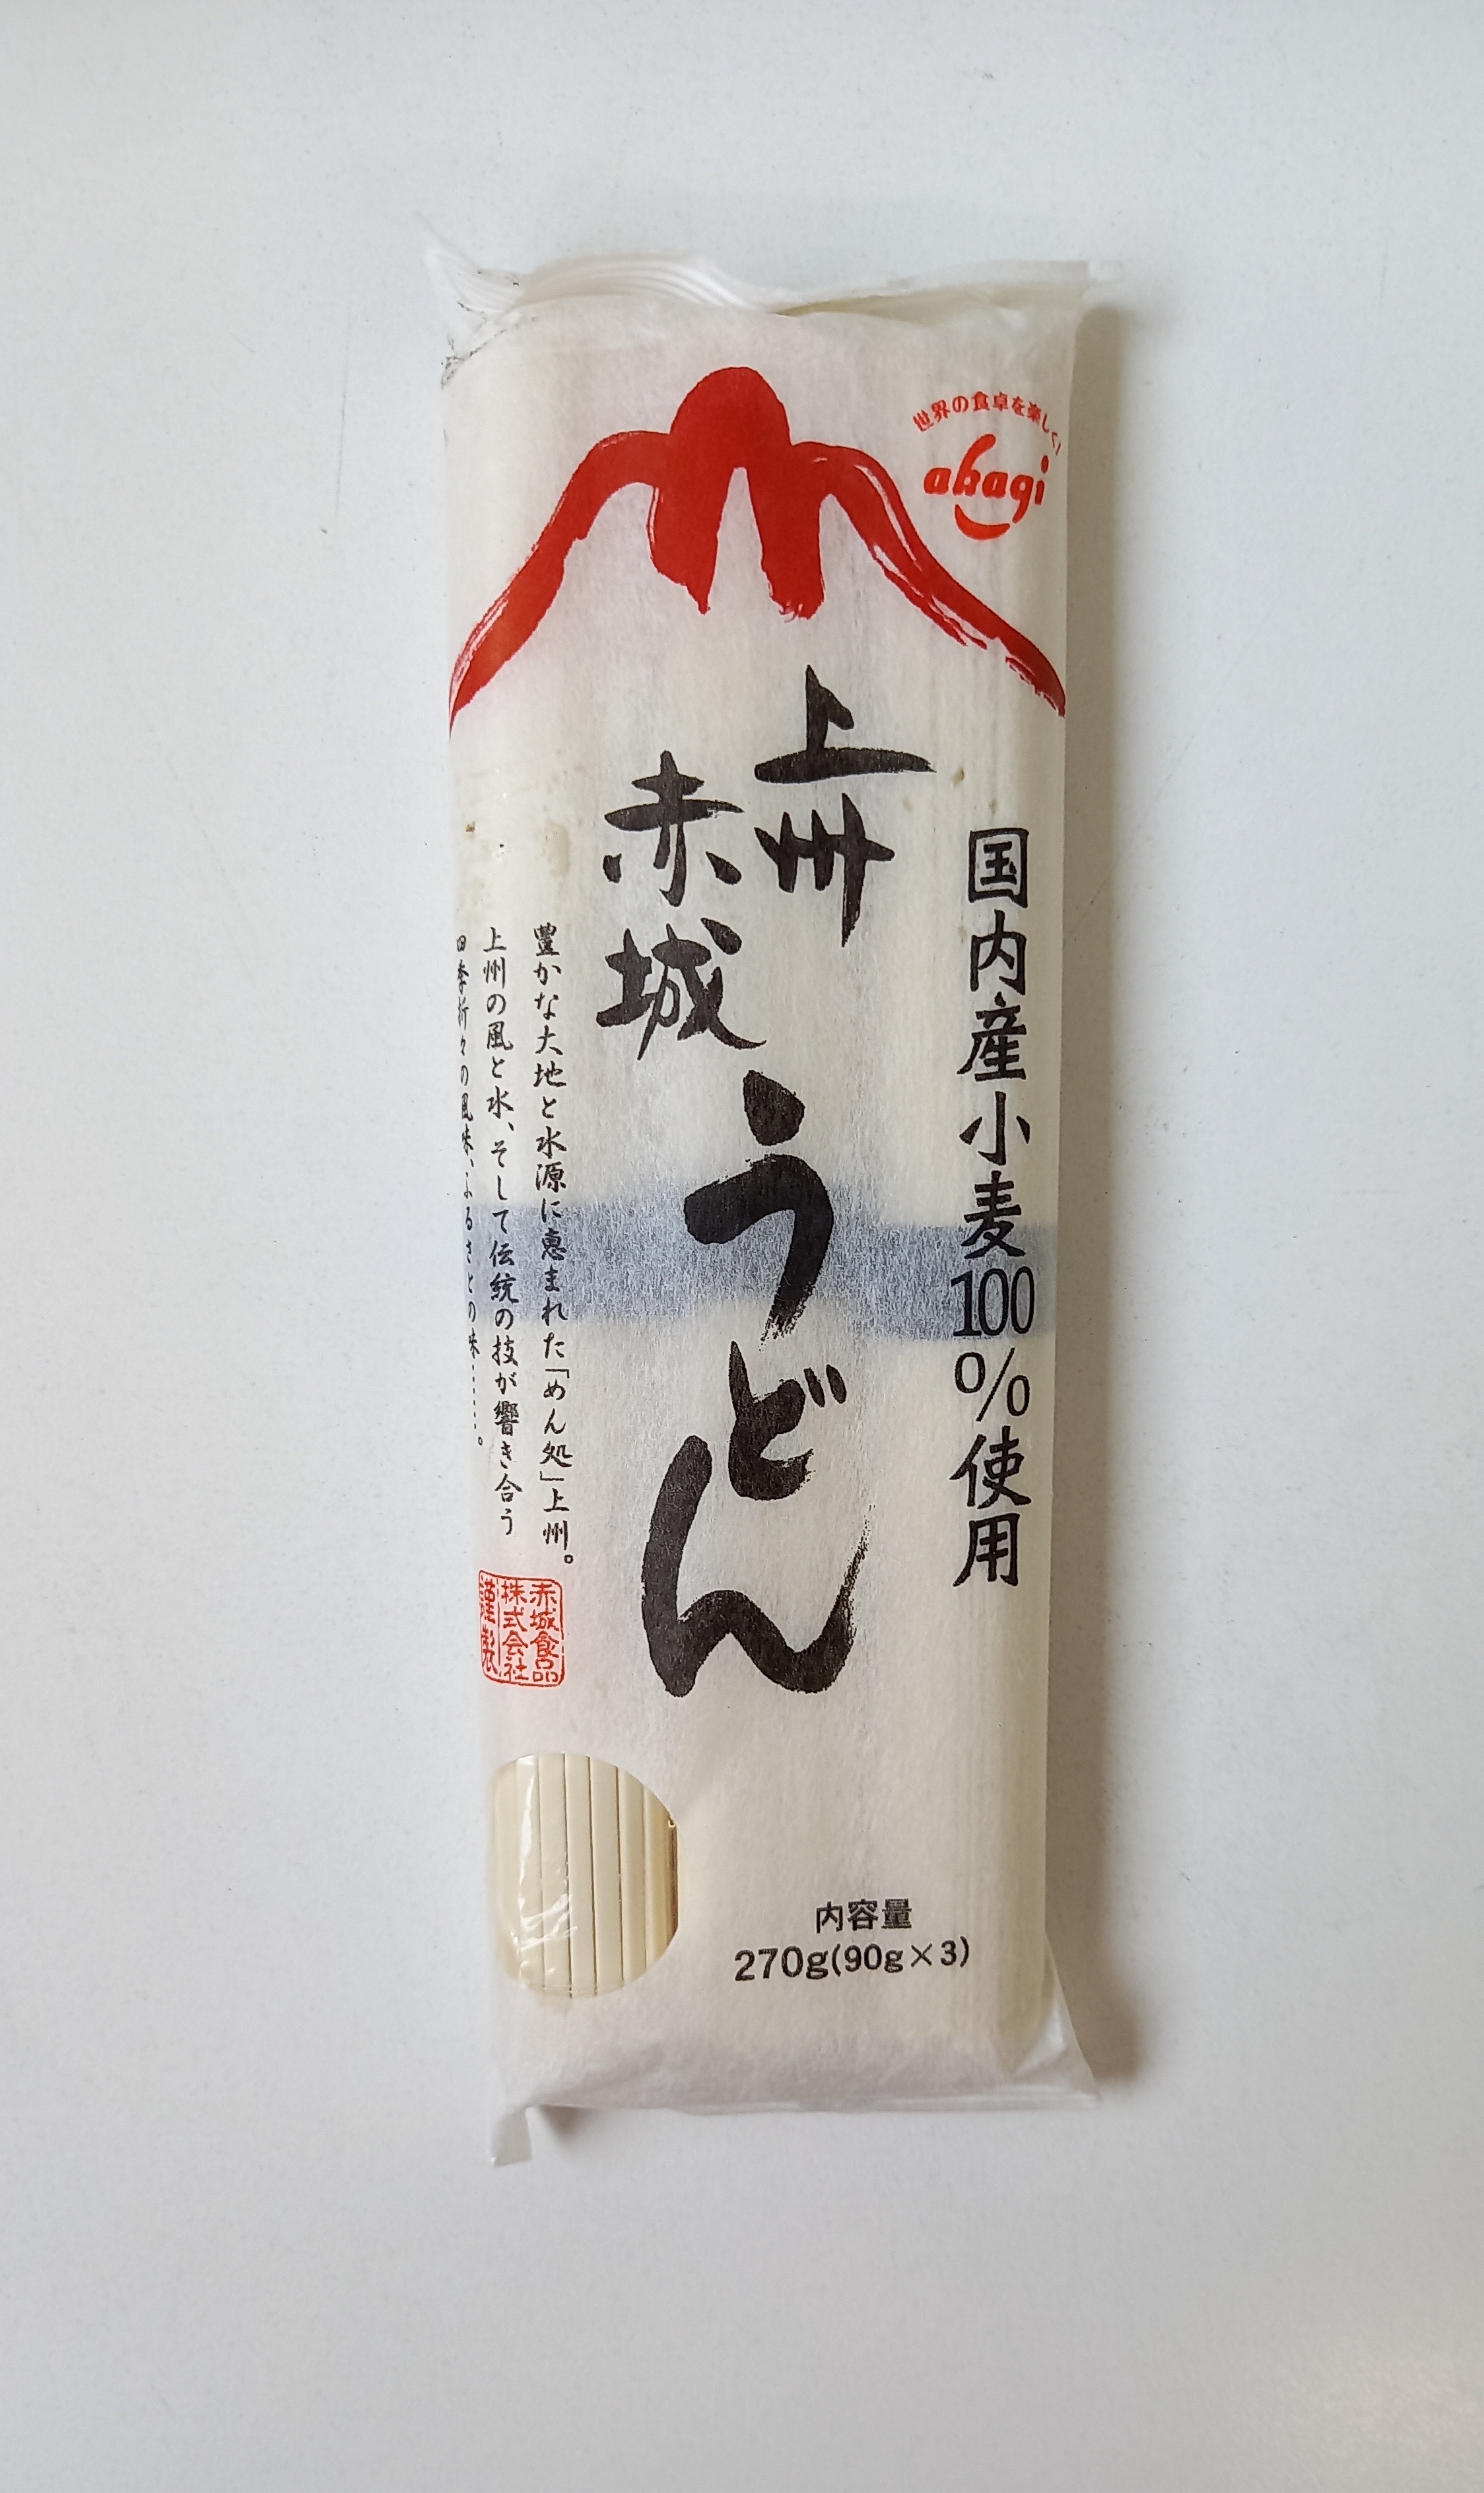 世界の食卓を楽しく!
akagi
上州
赤城
うどん
国内産小麦100%使用
豊かな大地と水源に恵まれた「めん処」上州。
上州の風と水、そして伝統の技が響き合う
四季折々の風味、ふるさとの味……。
赤城食品
株式会社
謹製
内容量
270g(90g×3)